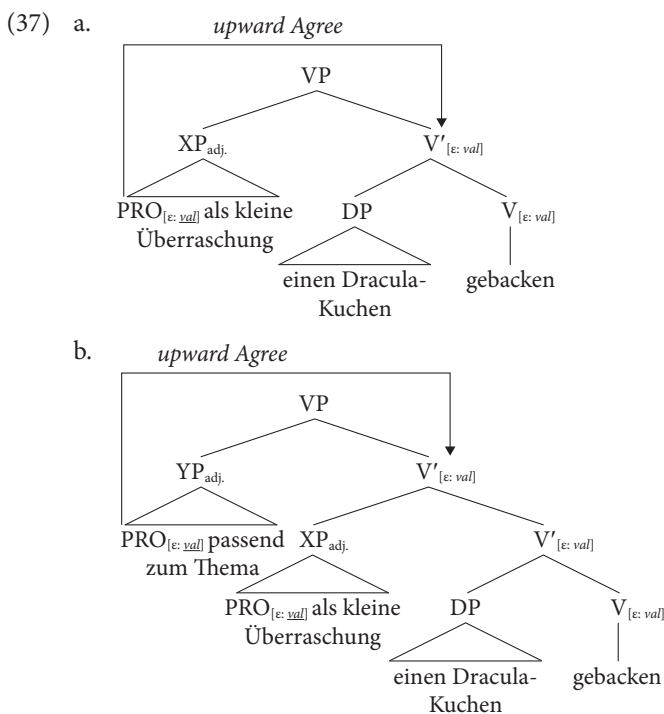 (37) a. upward Agree
VP
XPadj. V′[ε: val]
PRO[ε: val] als kleine DP V[ε: val]
Überraschung
einen Dracula- gebacken
Kuchen
b. upward Agree
VP
YPadj. V′[ε: val]
PRO[ε: val] passend XPadj. V′[ε: val]
zum Thema
PRO[ε: val] als kleine DP V[ε: val]
Überraschung
einen Dracula- gebacken
Kuchen